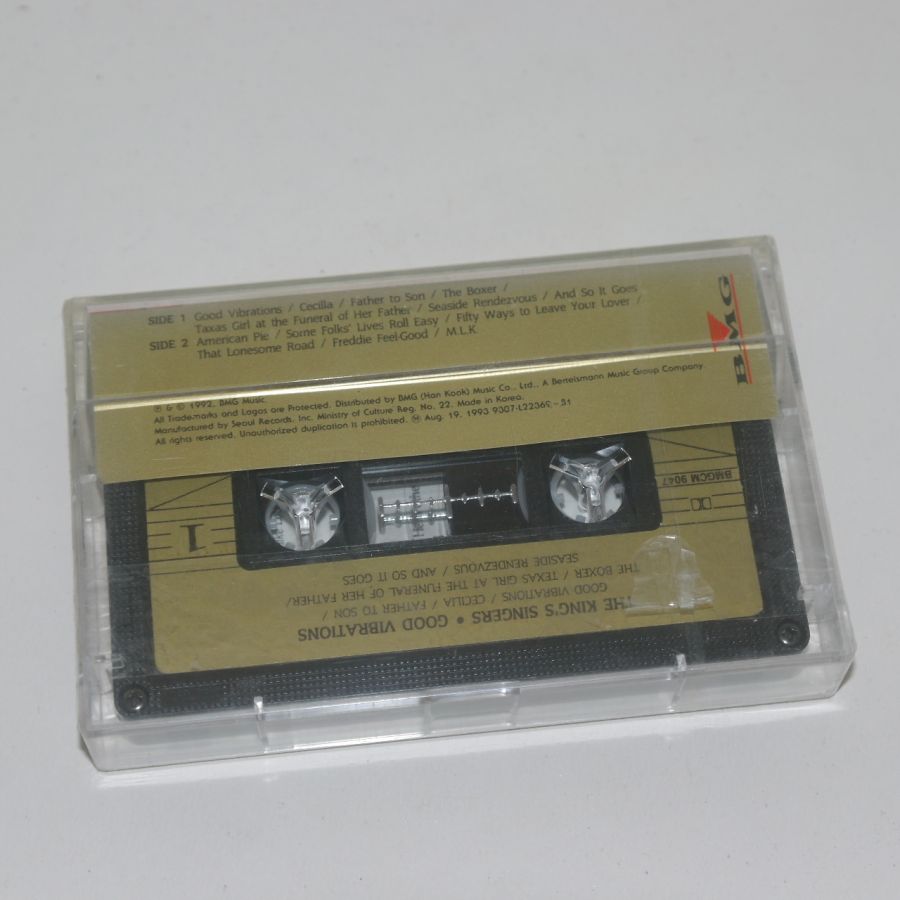 SIDE 1 Good Vibrations / Cecilla / Father to Son / The Boxer /
Taxas Girl at the Funeral of Her Father / Seaside Rendezvous / And So It Goes
SIDE 2 American Pie / Some Folks' Lives Roll Easy / Fifty Ways to Leave Your Lover /
That Lonesome Road / Freddie Feel-Good / M.L.K
BMG
℗ & © 1992, BMG Music.
All Trademarks and Logos are Protected. Distributed by BMG (Han Kook) Music Co., Ltd., A Bertelsmann Music Group Company.
Manufactured by Seoul Records, Inc. Ministry of Culture Reg. No. 22. Made in Korea.
All rights reserved. Unauthorized duplication is prohibited. Ⓜ Aug. 19. 1993
THE KING'S SINGERS • GOOD VIBRATIONS
GOOD VIBRATIONS / CECILIA / FATHER TO SON /
THE BOXER / TEXAS GIRL AT THE FUNERAL OF HER FATHER/
SEASIDE RENDEZVOUS / AND SO IT GOES
1
BMGCM 9047